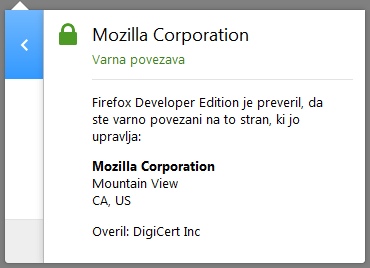 Mozilla Corporation
Varna povezava
Firefox Developer Edition je preveril, da
ste varno povezani na to stran, ki jo
upravlja:
Mozilla Corporation
Mountain View
CA, US
Overil: DigiCert Inc